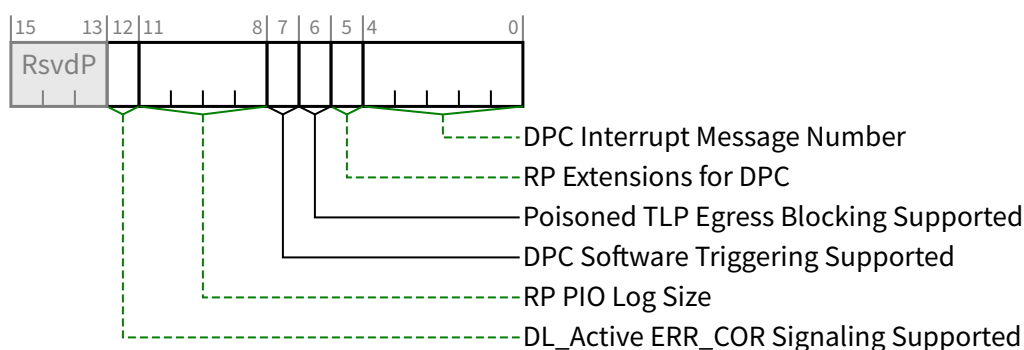 15 13 12 11 8 7 6 5 4 0
RsvdP
DPC Interrupt Message Number
RP Extensions for DPC
Poisoned TLP Egress Blocking Supported
DPC Software Triggering Supported
RP PIO Log Size
DL_Active ERR_COR Signaling Supported